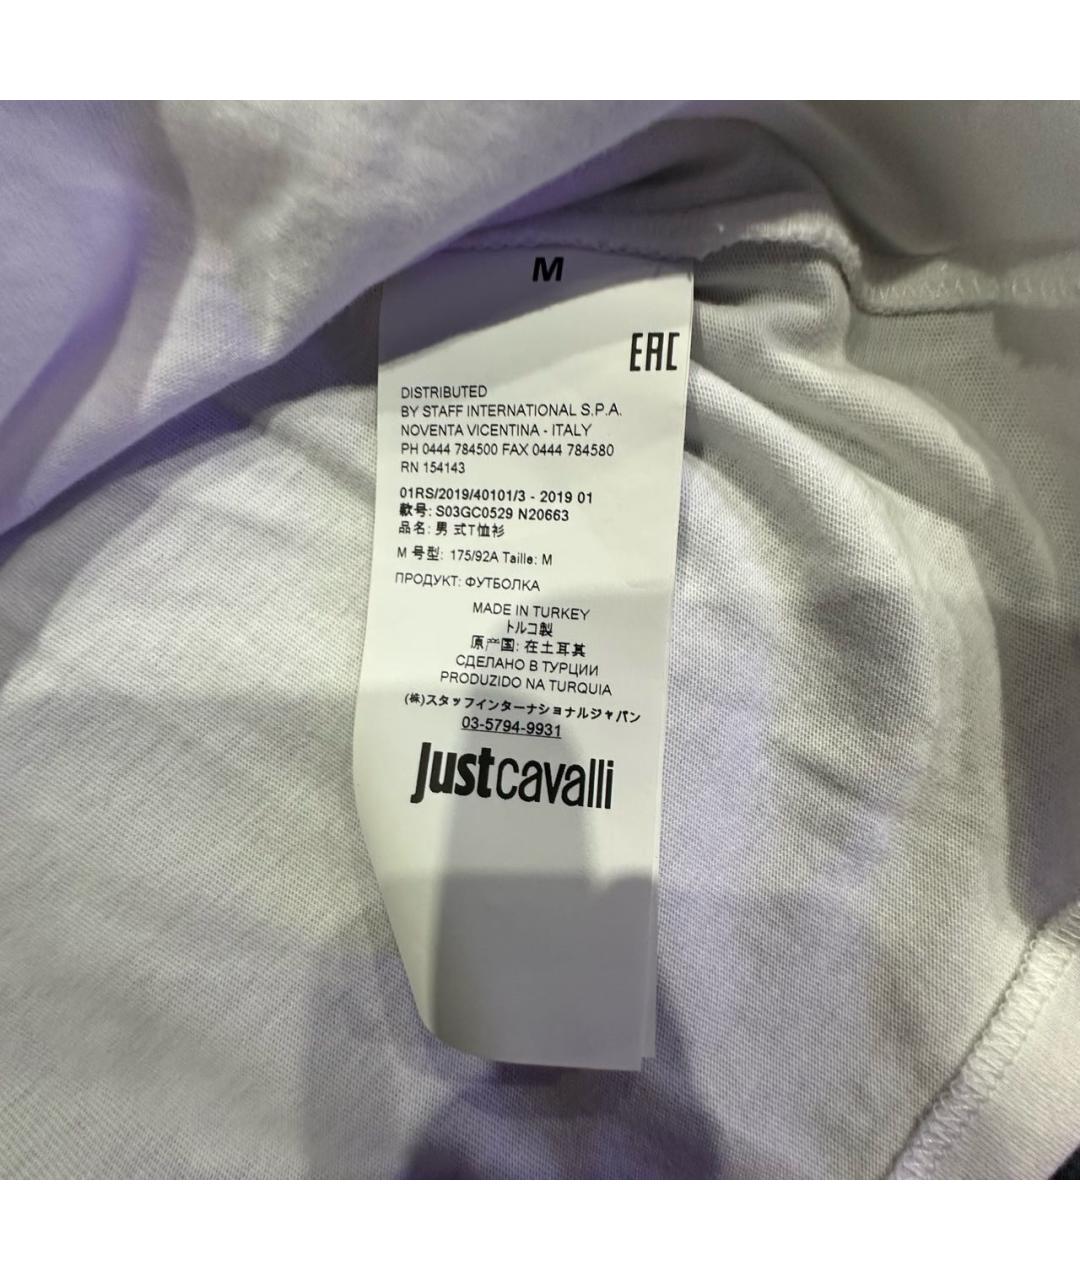 M
EAC
DISTRIBUTED
BY STAFF INTERNATIONAL S.P.A.
NOVENTA VICENTINA - ITALY
PH 0444 784500 FAX 0444 784580
RN 154143
01RS/2019/40101/3 - 2019 01
款号: S03GC0529 N20663
品名: 男 式T恤衫
M 号型: 175/92A Taille: M
ПРОДУКТ: ФУТБОЛКА
MADE IN TURKEY
トルコ製
原产国: 在土耳其
СДЕЛАНО В ТУРЦИИ
PRODUZIDO NA TURQUIA
(株)スタッフインターナショナルジャパン
03-5794-9931
Justcavalli